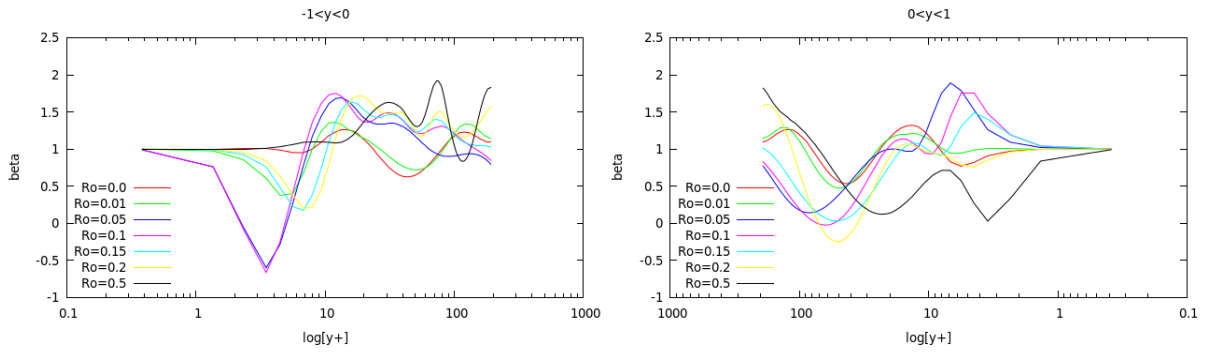 -1<y<0
2.5
2
1.5
1
0.5
0
-0.5
-1
beta
Ro=0.0
Ro=0.01
Ro=0.05
Ro=0.1
Ro=0.15
Ro=0.2
Ro=0.5
0.1 1 10 100 1000
log[y+]
0<y<1
2.5
2
1.5
1
0.5
0
-0.5
-1
beta
Ro=0.0
Ro=0.01
Ro=0.05
Ro=0.1
Ro=0.15
Ro=0.2
Ro=0.5
1000 100 10 1 0.1
log[y+]